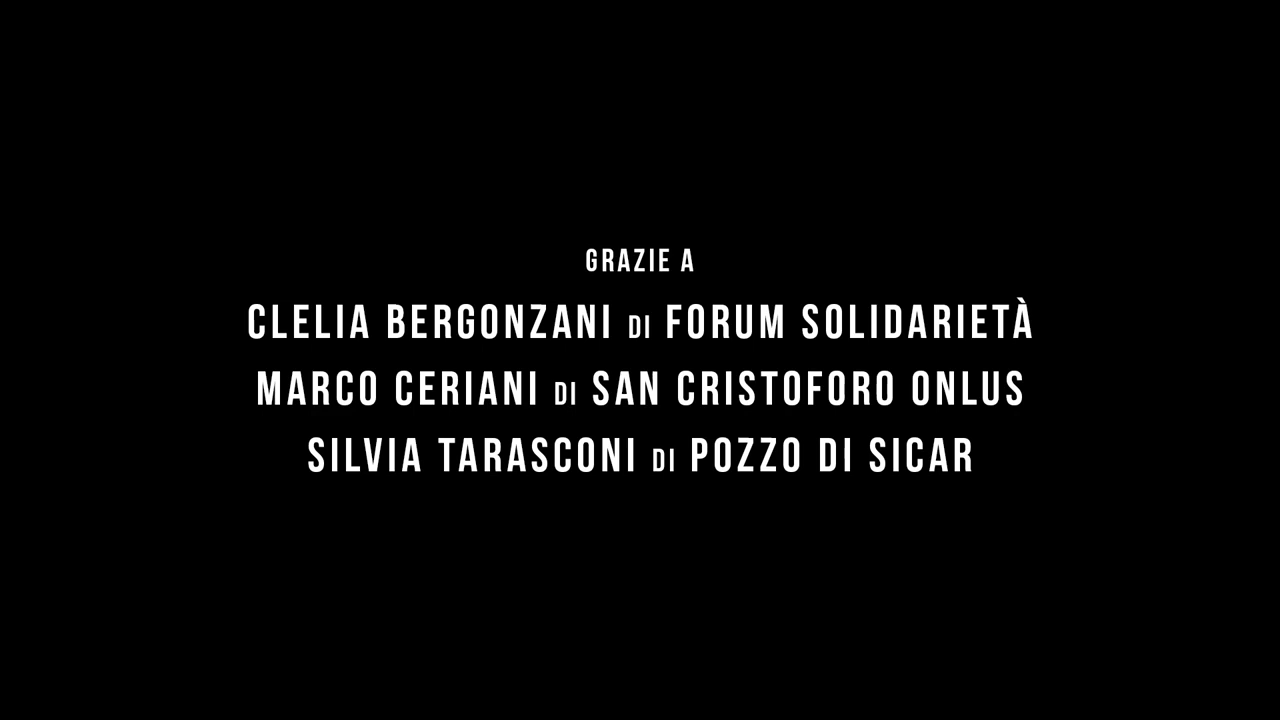 GRAZIE A
CLELIA BERGONZANI DI FORUM SOLIDARIETÀ
MARCO CERIANI DI SAN CRISTOFORO ONLUS
SILVIA TARASCONI DI POZZO DI SICAR